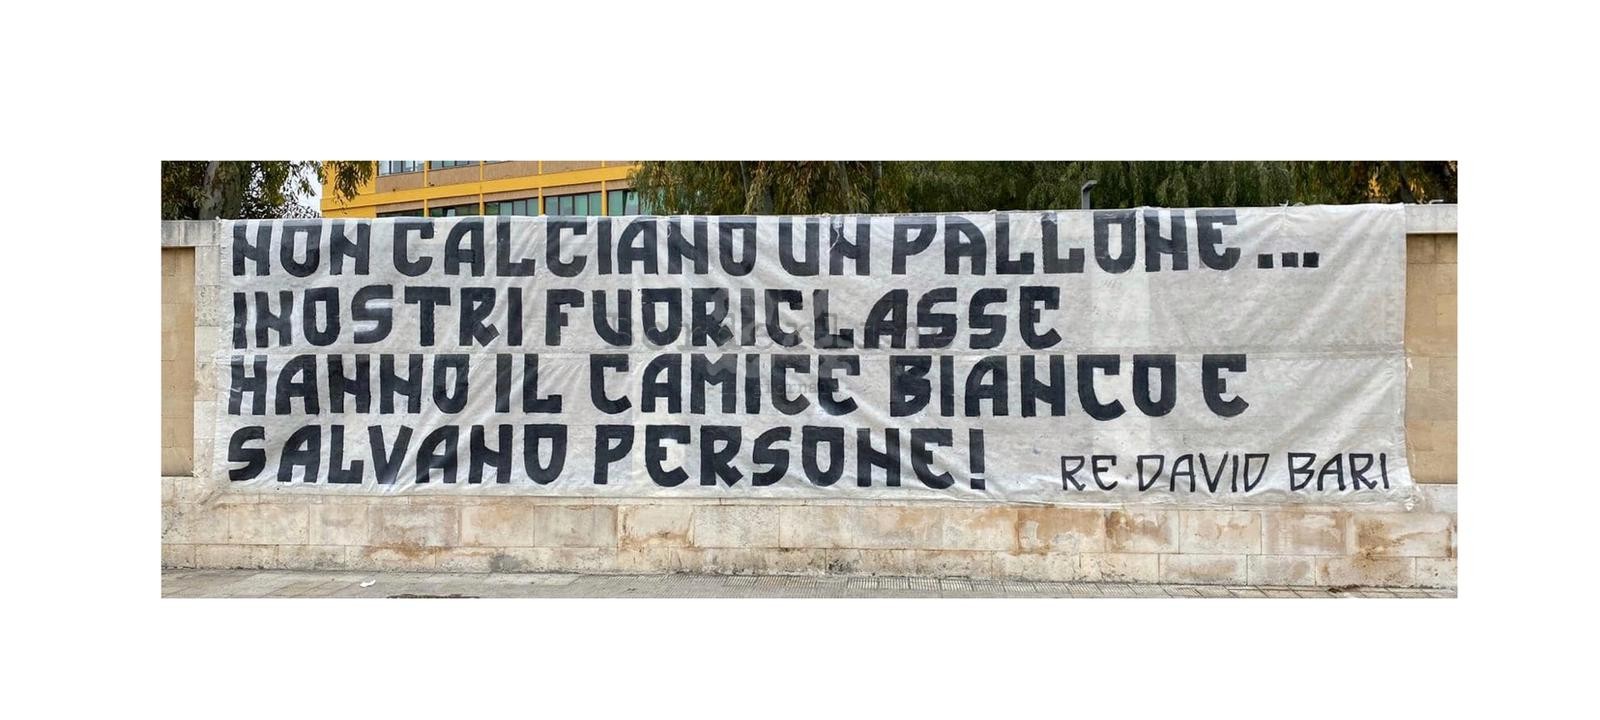 NON CALCIANO UN PALLONE...
I NOSTRI FUORICLASSE
HANNO IL CAMICE BIANCO E
SALVANO PERSONE!
RE DAVID BARI